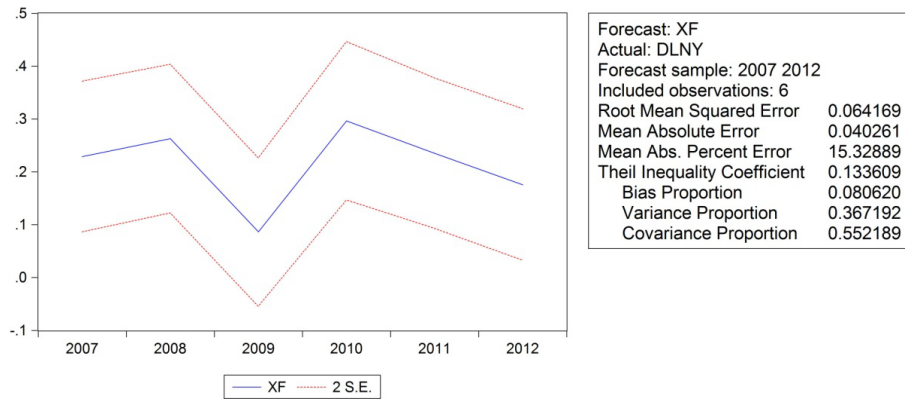 .5
.4
.3
.2
.1
.0
-.1
2007 2008 2009 2010 2011 2012
XF 2 S.E.
Forecast: XF
Actual: DLNY
Forecast sample: 2007 2012
Included observations: 6
Root Mean Squared Error 0.064169
Mean Absolute Error 0.040261
Mean Abs. Percent Error 15.32889
Theil Inequality Coefficient 0.133609
Bias Proportion 0.080620
Variance Proportion 0.367192
Covariance Proportion 0.552189